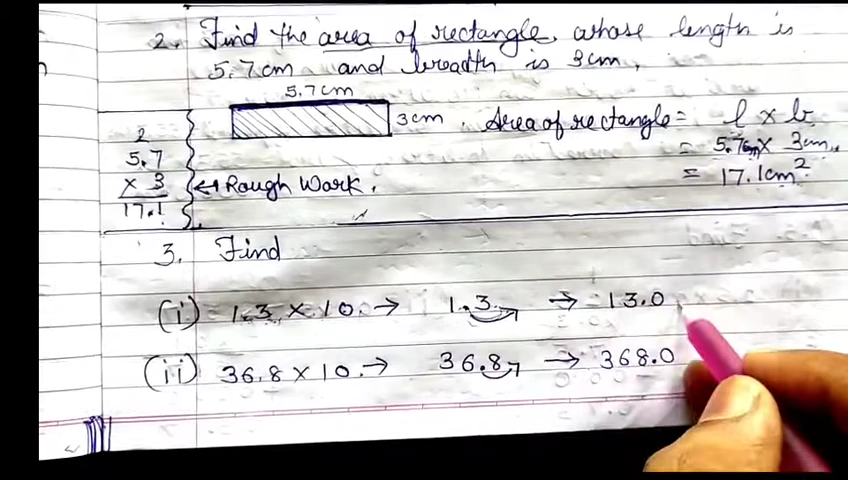 2. Find the area of rectangle, whose length is
5.7cm and breadth is 3cm.
5.7cm
3cm. Area of rectangle = l x b
= 5.7cm x 3cm.
= 17.1cm²
2
5.7
x 3 ← Rough Work.
17.1
3. Find
(i) 1.3 x 10 → 1.3 → 13.0
(ii) 36.8 x 10 → 36.8 → 368.0